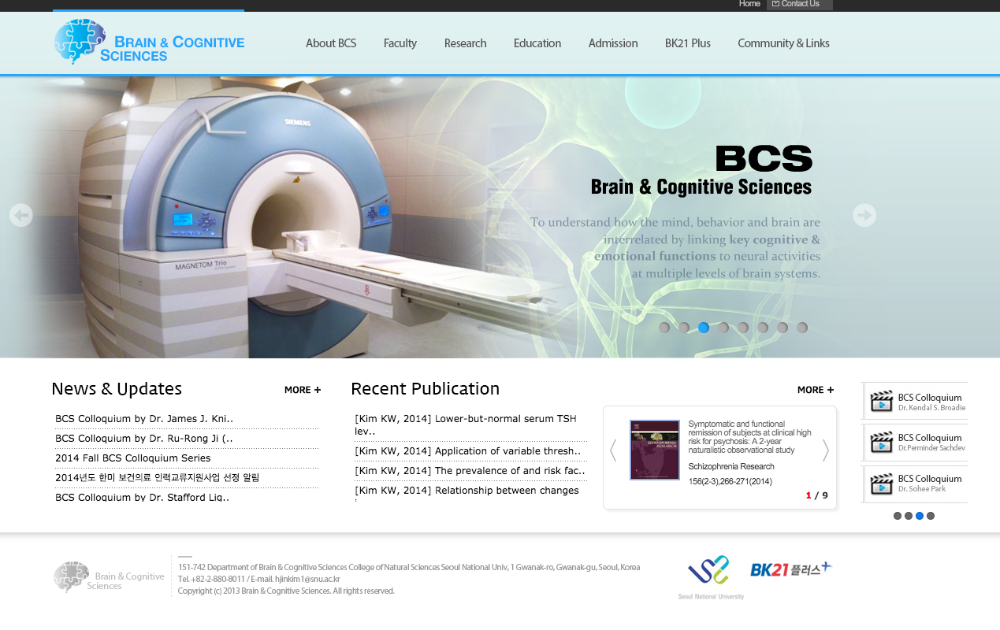 Home
Contact Us
BRAIN & COGNITIVE
SCIENCES
About BCS
Faculty
Research
Education
Admission
BK21 Plus
Community & Links
SIEMENS
MAGNETOM Trio
BCS
Brain & Cognitive Sciences
To understand how the mind, behavior and brain are
interrelated by linking key cognitive &
emotional functions to neural activities
at multiple levels of brain systems.
News & Updates
MORE +
BCS Colloquium by Dr. James J. Kni..
BCS Colloquium by Dr. Ru-Rong Ji (..
2014 Fall BCS Colloquium Series
2014년도 한미 보건의료 인력교류지원사업 선정 알림
BCS Colloquium by Dr. Stafford Lig..
Recent Publication
MORE +
[Kim KW, 2014] Lower-but-normal serum TSH
lev..
[Kim KW, 2014] Application of variable thresh..
[Kim KW, 2014] The prevalence of and risk fac..
[Kim KW, 2014] Relationship between changes
SCHIZOPHRENIA
RESEARCH
Symptomatic and functional
remission of subjects at clinical high
risk for psychosis: A 2-year
naturalistic observational study
Schizophrenia Research
156(2-3),266-271(2014)
1 / 9
BCS Colloquium
Dr. Kendal S. Broadie
BCS Colloquium
Dr.Perminder Sachdev
BCS Colloquium
Dr. Sohee Park
Brain & Cognitive
Sciences
151-742 Department of Brain & Cognitive Sciences College of Natural Sciences Seoul National Univ, 1 Gwanak-ro, Gwanak-gu, Seoul, Korea
Tel. +82-2-880-8011 / E-mail. hjinkim1@snu.ac.kr
Copyright (c) 2013 Brain & Cognitive Sciences. All rights reserved.
Seoul National University
BK21 플러스+